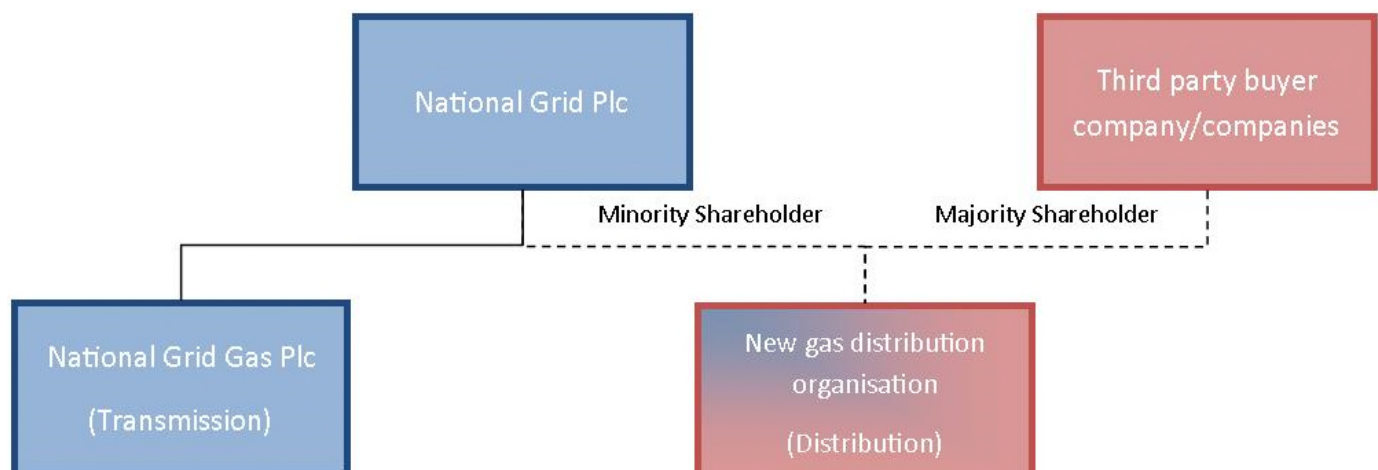 National Grid Plc
Third party buyer
company/companies
Minority Shareholder
Majority Shareholder
National Grid Gas Plc
(Transmission)
New gas distribution
organisation
(Distribution)